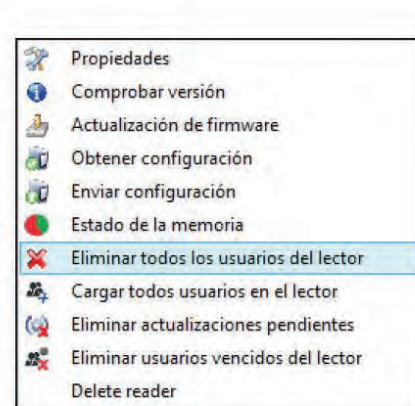 Propiedades
Comprobar versión
Actualización de firmware
Obtener configuración
Enviar configuración
Estado de la memoria
Eliminar todos los usuarios del lector
Cargar todos usuarios en el lector
Eliminar actualizaciones pendientes
Eliminar usuarios vencidos del lector
Delete reader